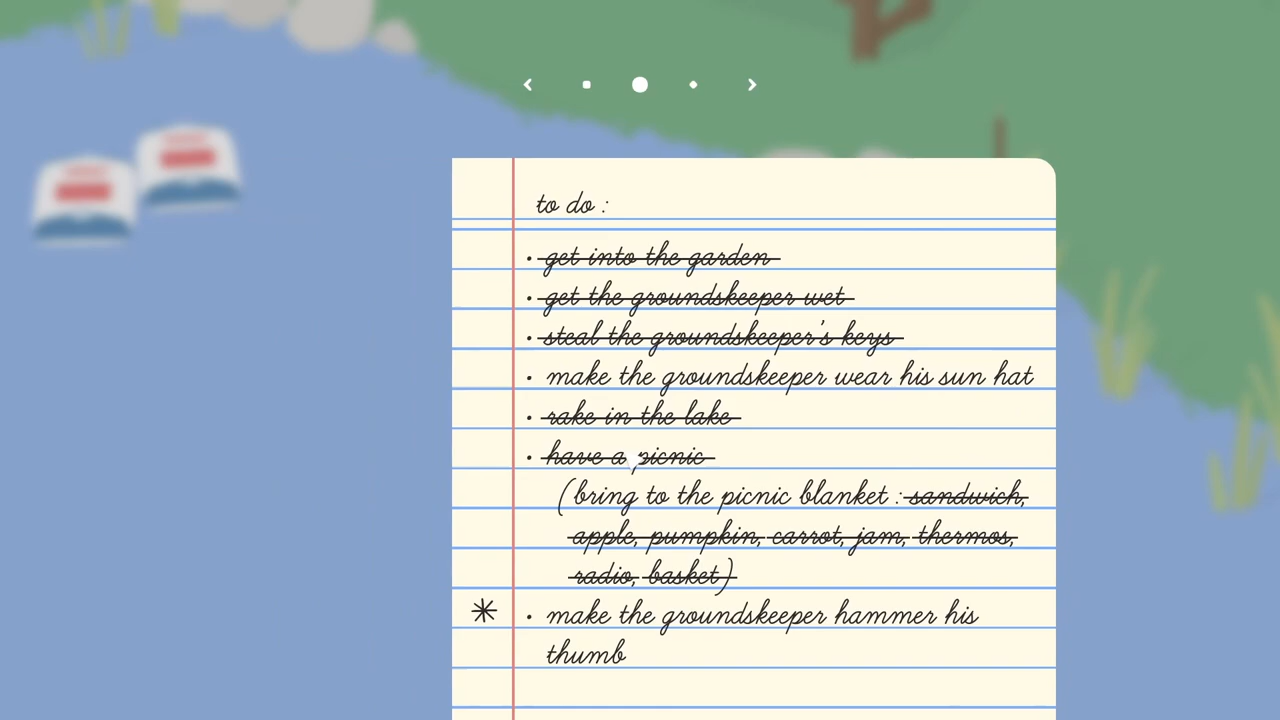 to do :
• get into the garden
• get the groundskeeper wet
• steal the groundskeeper's keys
• make the groundskeeper wear his sun hat
• rake in the lake
• have a picnic
(bring to the picnic blanket : sandwich,
apple, pumpkin, carrot, jam, thermos,
radio, basket)
• make the groundskeeper hammer his
thumb